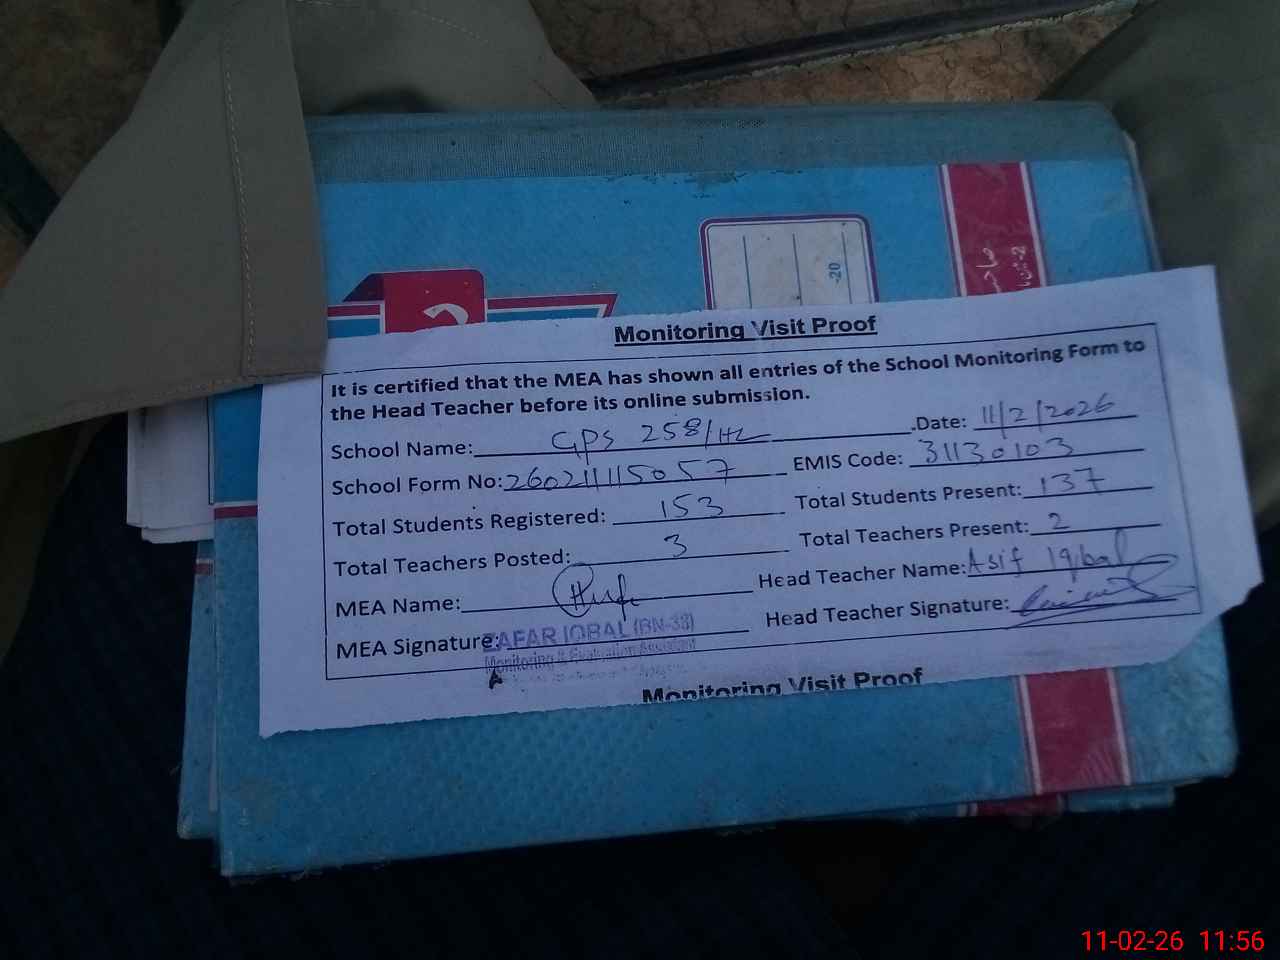 -20
2
Monitoring Visit Proof
It is certified that the MEA has shown all entries of the School Monitoring Form to
the Head Teacher before its online submission.
School Name: GPS 258/HL .Date: 11/2/2026
School Form No: 260211115057 EMIS Code: 31130103
Total Students Registered: 153 Total Students Present: 137
Total Teachers Posted: 3 Total Teachers Present: 2
MEA Name: Head Teacher Name: Asif Iqbal
MEA Signature: Head Teacher Signature:
ZAFAR IQBAL (BN-33)
Monitoring & Evaluation Assistant
Monitoring Visit Proof
11-02-26 11:56